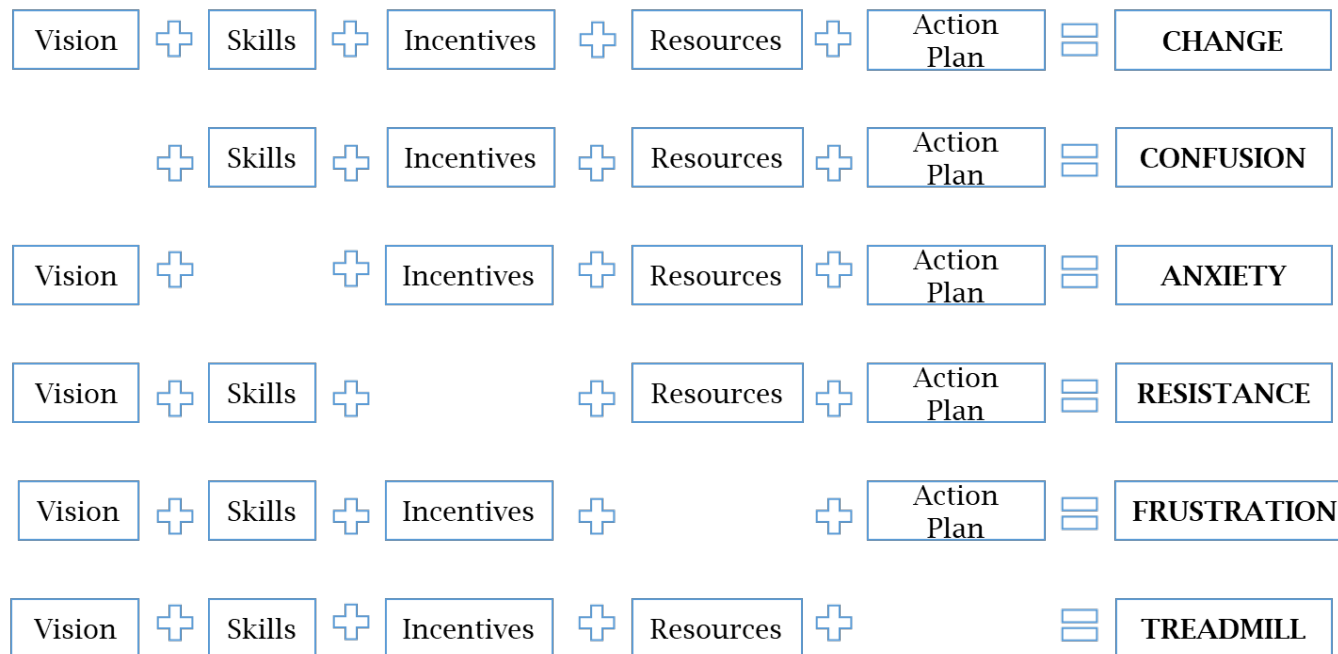 Vision Skills Incentives Resources Action Plan CHANGE
Skills Incentives Resources Action Plan CONFUSION
Vision Incentives Resources Action Plan ANXIETY
Vision Skills Resources Action Plan RESISTANCE
Vision Skills Incentives Action Plan FRUSTRATION
Vision Skills Incentives Resources TREADMILL